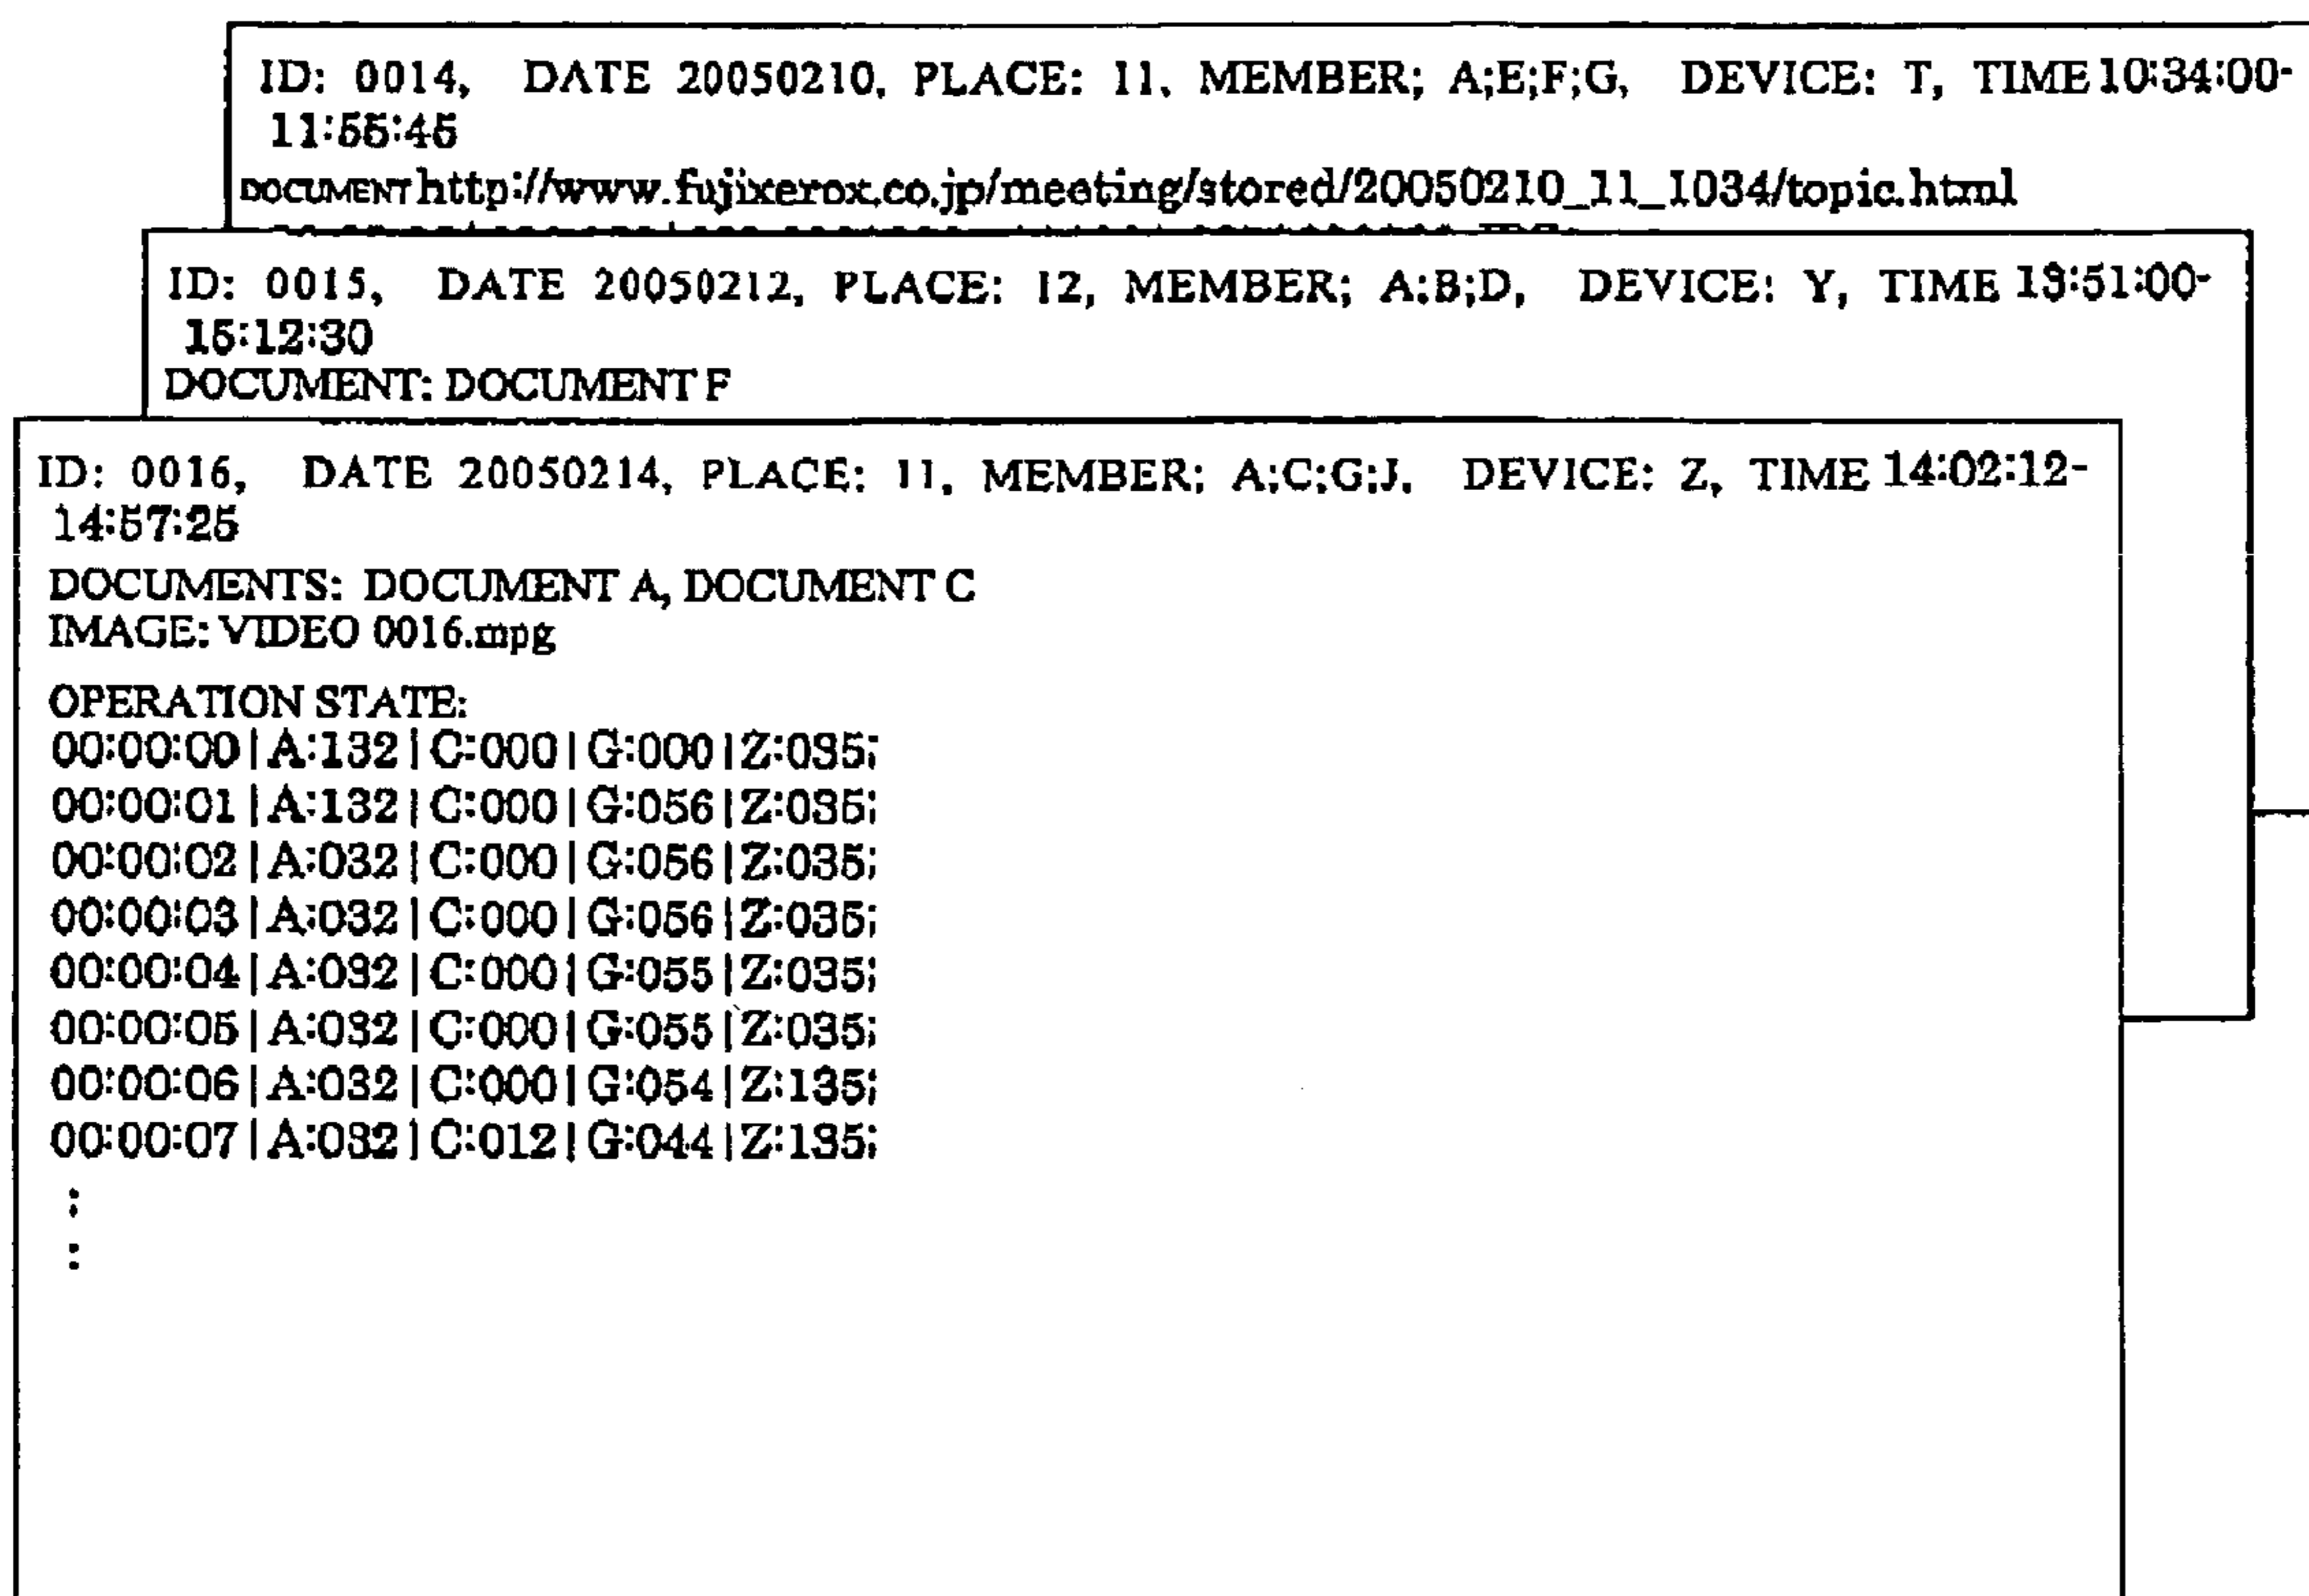 ID: 0014, DATE 20050210, PLACE: 11, MEMBER; A;E;F;G, DEVICE: T, TIME 10:34:00-
11:55:45
DOCUMENT http://www.fujixerox.co.jp/meeting/stored/20050210_11_1034/topic.html
ID: 0015, DATE 20050212, PLACE: 12, MEMBER; A;B;D, DEVICE: Y, TIME 13:51:00-
15:12:30
DOCUMENT: DOCUMENT F
ID: 0016, DATE 20050214, PLACE: 11, MEMBER; A;C;G;J, DEVICE: Z, TIME 14:02:12-
14:57:25
DOCUMENTS: DOCUMENT A, DOCUMENT C
IMAGE: VIDEO 0016.mpg
OPERATION STATE:
00:00:00|A:132|C:000|G:000|Z:035;
00:00:01|A:132|C:000|G:056|Z:035;
00:00:02|A:032|C:000|G:056|Z:035;
00:00:03|A:032|C:000|G:056|Z:035;
00:00:04|A:032|C:000|G:055|Z:035;
00:00:05|A:032|C:000|G:055|Z:035;
00:00:06|A:032|C:000|G:054|Z:135;
00:00:07|A:032|C:012|G:044|Z:135;
:
: